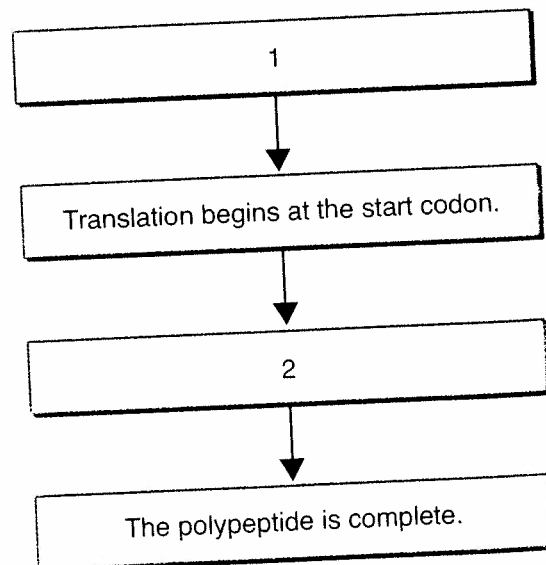 1
Translation begins at the start codon.
2
The polypeptide is complete.